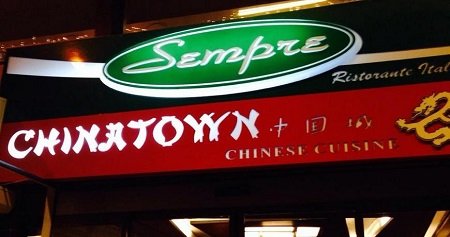 Sempre
Ristorante Ital
CHINATOWN 中国城
CHINESE CUISINE